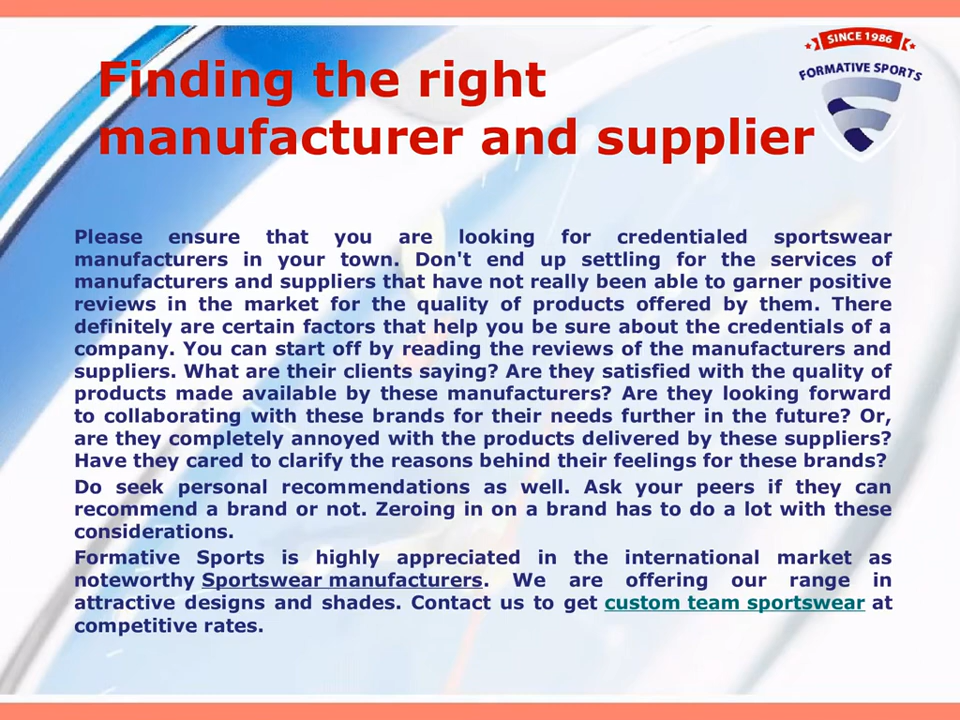 SINCE 1986
FORMATIVE SPORTS
Finding the right
manufacturer and supplier
Please ensure that you are looking for credentialed sportswear
manufacturers in your town. Don't end up settling for the services of
manufacturers and suppliers that have not really been able to garner positive
reviews in the market for the quality of products offered by them. There
definitely are certain factors that help you be sure about the credentials of a
company. You can start off by reading the reviews of the manufacturers and
suppliers. What are their clients saying? Are they satisfied with the quality of
products made available by these manufacturers? Are they looking forward
to collaborating with these brands for their needs further in the future? Or,
are they completely annoyed with the products delivered by these suppliers?
Have they cared to clarify the reasons behind their feelings for these brands?
Do seek personal recommendations as well. Ask your peers if they can
recommend a brand or not. Zeroing in on a brand has to do a lot with these
considerations.
Formative Sports is highly appreciated in the international market as
noteworthy Sportswear manufacturers. We are offering our range in
attractive designs and shades. Contact us to get custom team sportswear at
competitive rates.